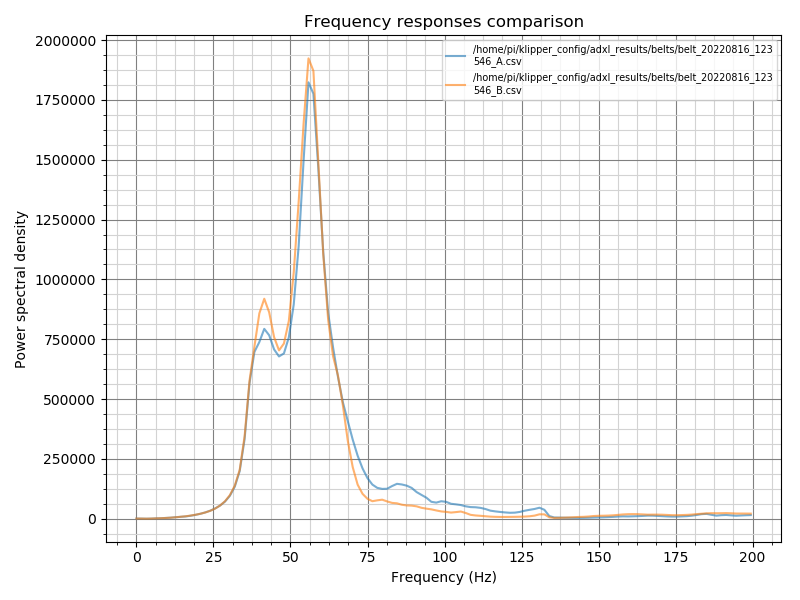 Frequency responses comparison
/home/pi/klipper_config/adxl_results/belts/belt_20220816_123
546_A.csv
/home/pi/klipper_config/adxl_results/belts/belt_20220816_123
546_B.csv
Power spectral density
2000000
1750000
1500000
1250000
1000000
750000
500000
250000
0
0 25 50 75 100 125 150 175 200
Frequency (Hz)